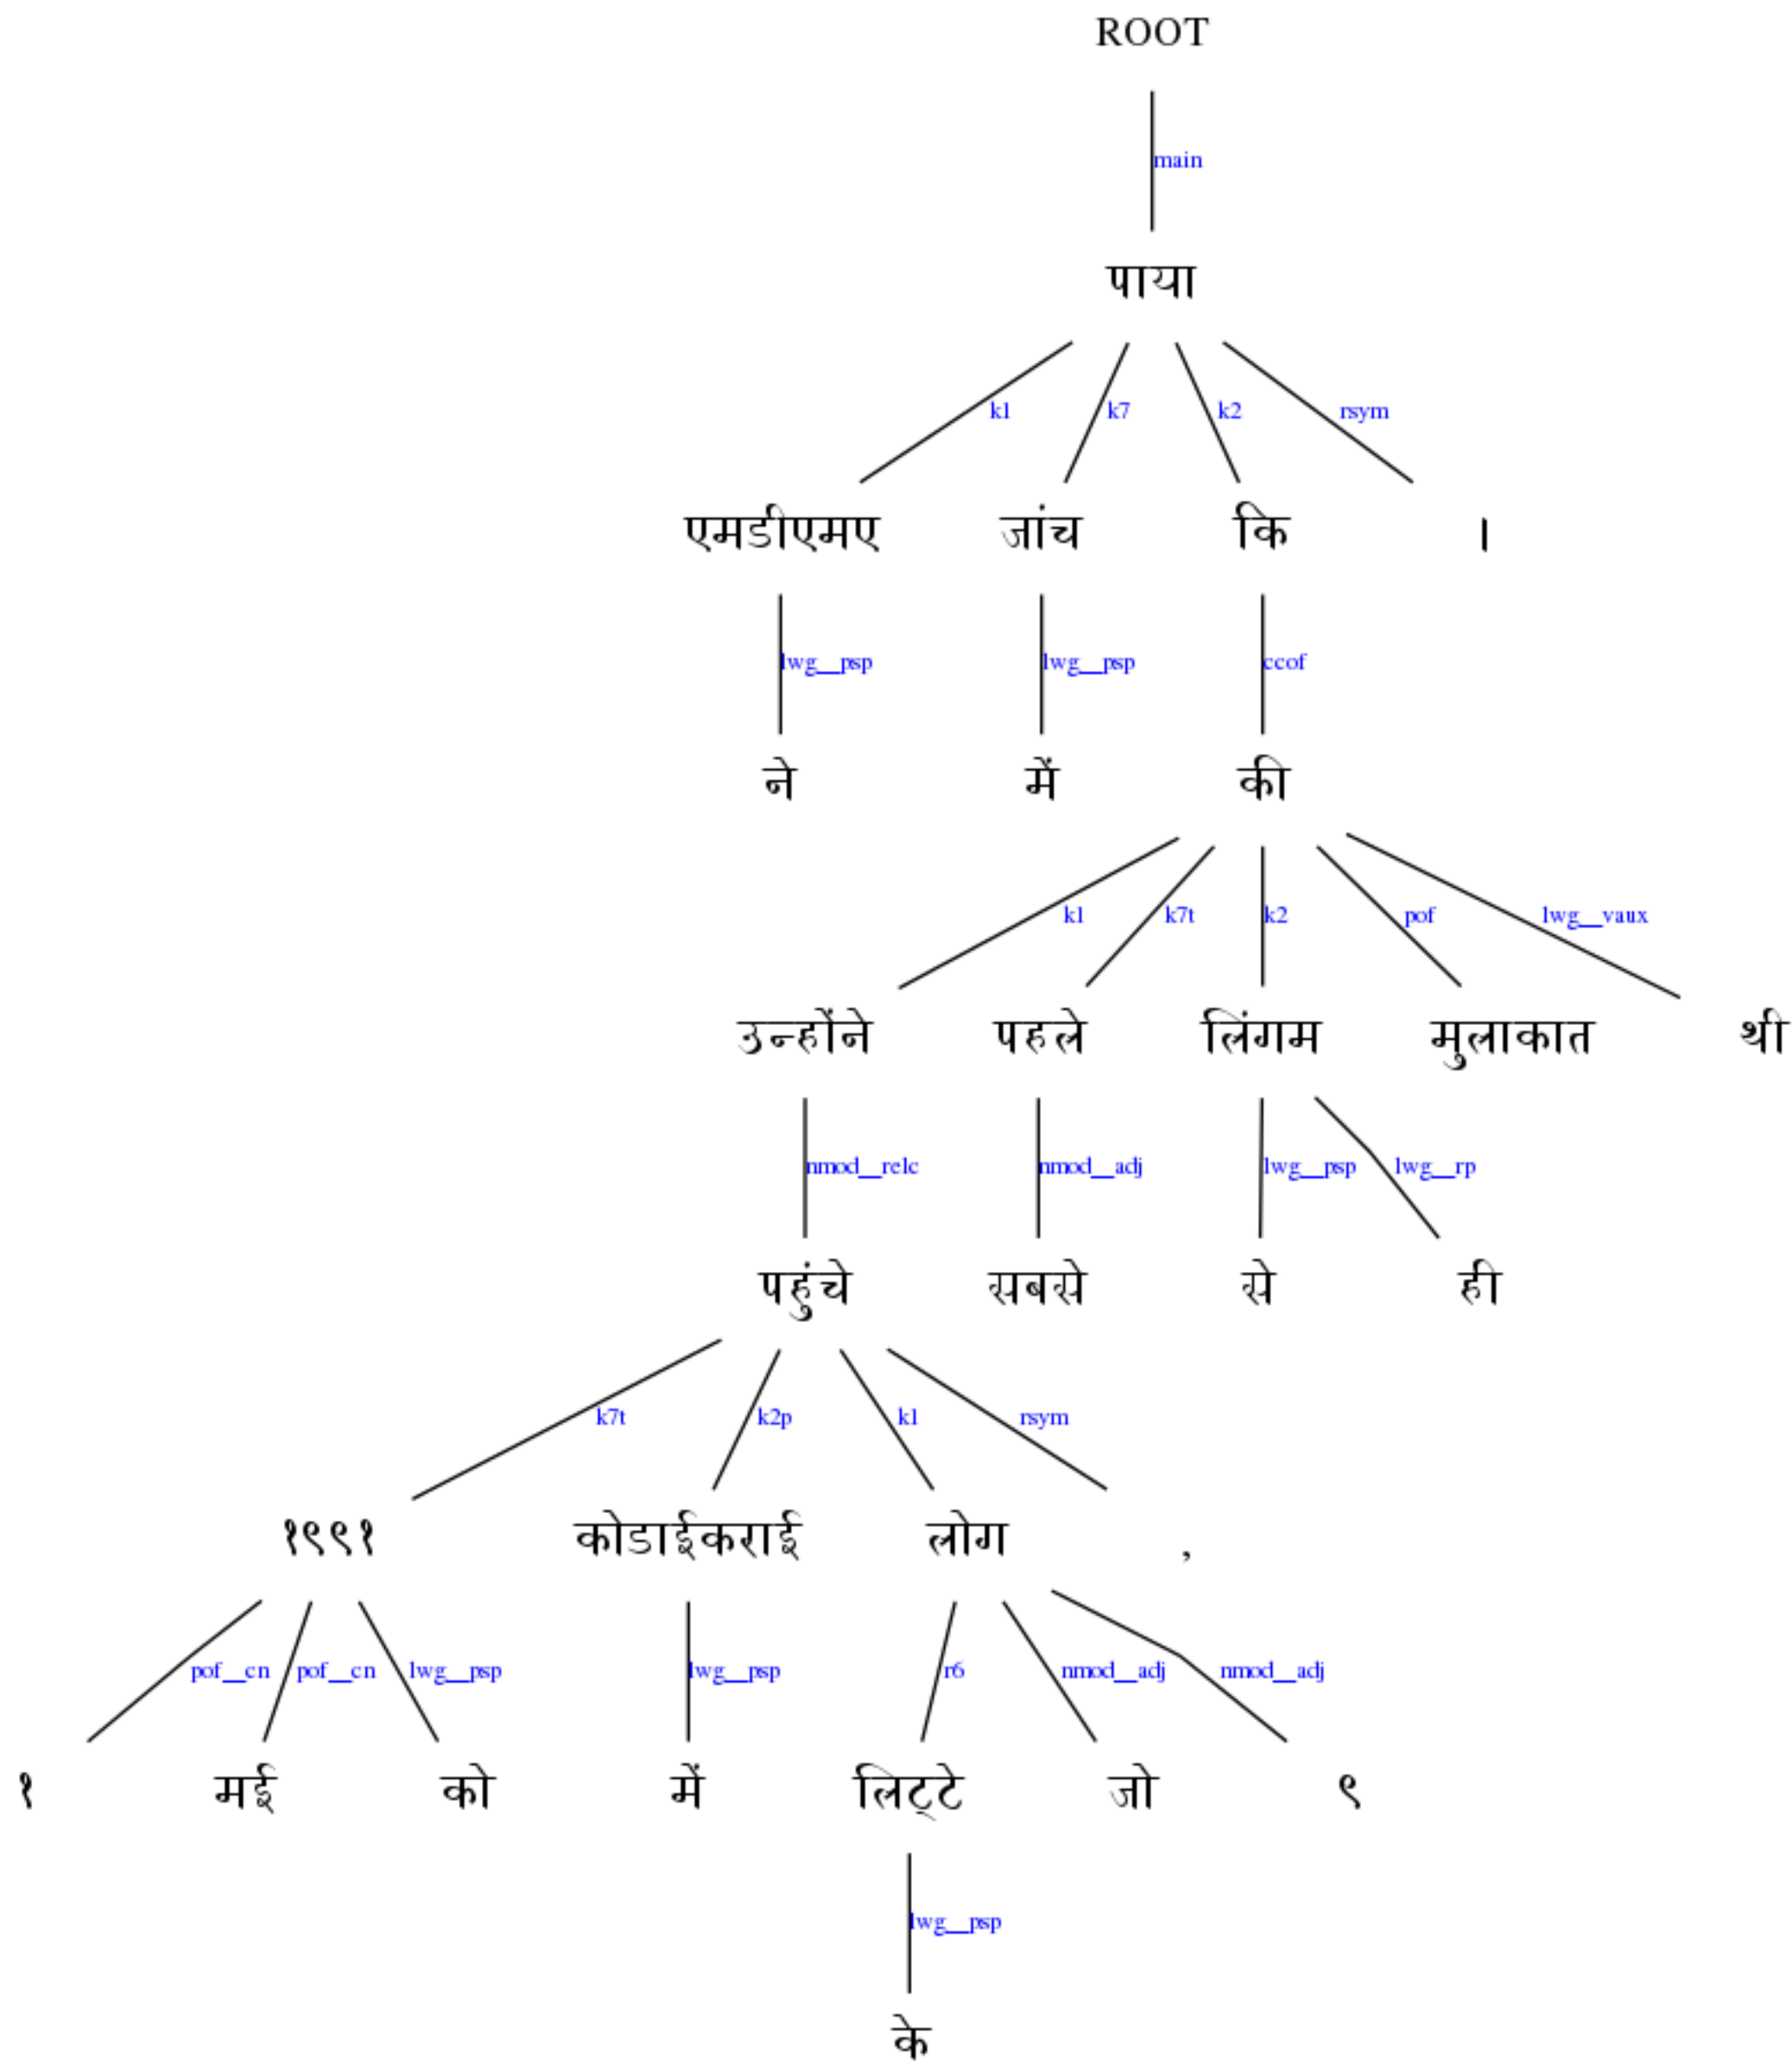 ROOT
main
पाया
k1 k7 k2 rsym
एमडीएमए जांच कि ।
lwg__psp lwg__psp ccof
ने में की
k1 k7t k2 pof lwg__vaux
उन्होंने पहले लिंगम मुलाकात थी
nmod__relc nmod__adj lwg__psp lwg__rp
पहुंचे सबसे से ही
k7t k2p k1 rsym
१९९१ कोडाईकराई लोग ,
pof__cn pof__cn lwg__psp lwg__psp r6 nmod__adj nmod__adj
१ मई को में लिट्टे जो ९
lwg__psp
के